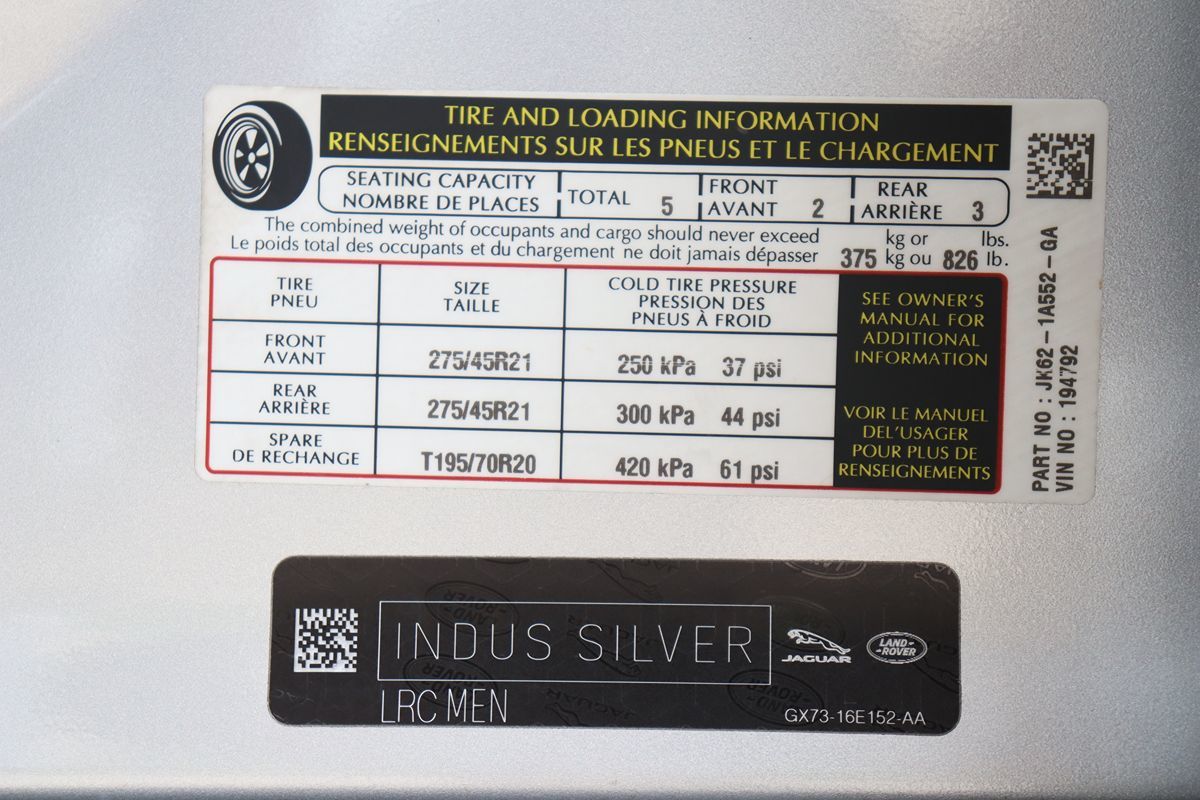 TIRE AND LOADING INFORMATION
RENSEIGNEMENTS SUR LES PNEUS ET LE CHARGEMENT
SEATING CAPACITY
NOMBRE DE PLACES
TOTAL 5
FRONT
AVANT 2
REAR
ARRIÈRE 3
The combined weight of occupants and cargo should never exceed
Le poids total des occupants et du chargement ne doit jamais dépasser
375 kg or
kg ou 826 lbs.
lb.
TIRE
PNEU
SIZE
TAILLE
COLD TIRE PRESSURE
PRESSION DES
PNEUS À FROID
FRONT
AVANT
275/45R21
250 kPa 37 psi
REAR
ARRIÈRE
275/45R21
300 kPa 44 psi
SPARE
DE RECHANGE
T195/70R20
420 kPa 61 psi
SEE OWNER'S
MANUAL FOR
ADDITIONAL
INFORMATION
VOIR LE MANUEL
DEL'USAGER
POUR PLUS DE
RENSEIGNEMENTS
PART NO : JK62-1A552-GA
VIN NO : 194792
INDUS SILVER
JAGUAR
LAND-
-ROVER
LRC MEN
GX73-16E152-AA